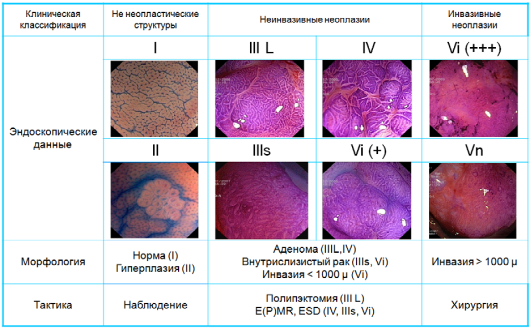 Клиническая классификация
Не неопластические структуры
Неинвазивные неоплазии
Инвазивные неоплазии
Эндоскопические данные
I
III L
IV
Vi (+++)
II
IIIs
Vi (+)
Vn
Морфология
Норма (I)
Гиперплазия (II)
Аденома (IIIL,IV)
Внутрислизистый рак (IIIs, Vi)
Инвазия < 1000 µ (Vi)
Инвазия > 1000 µ
Тактика
Наблюдение
Полипэктомия (III L)
E(P)MR, ESD (IV, IIIs, Vi)
Хирургия